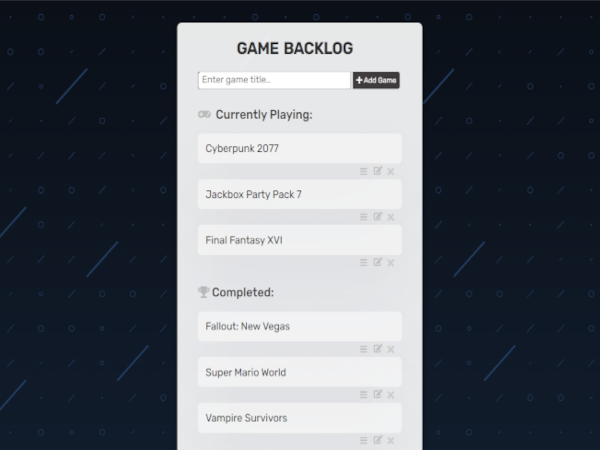 GAME BACKLOG
Enter game title...
Add Game
Currently Playing:
Cyberpunk 2077
Jackbox Party Pack 7
Final Fantasy XVI
Completed:
Fallout: New Vegas
Super Mario World
Vampire Survivors